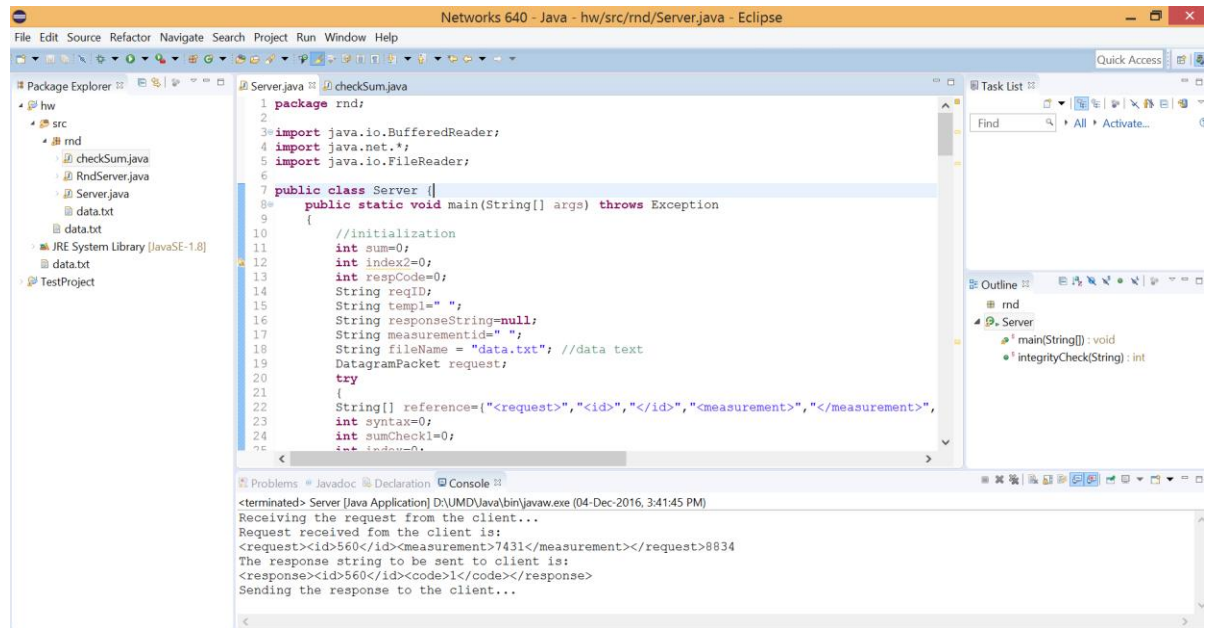 Networks 640 - Java - hw/src/rnd/Server.java - Eclipse
File Edit Source Refactor Navigate Search Project Run Window Help
Quick Access
Package Explorer
hw
src
rnd
checkSum.java
RndServer.java
Server.java
data.txt
data.txt
JRE System Library [JavaSE-1.8]
data.txt
TestProject
Server.java checkSum.java
1 package rnd;
2
3 import java.io.BufferedReader;
4 import java.net.*;
5 import java.io.FileReader;
6
7 public class Server {
8 public static void main(String[] args) throws Exception
9 {
10 //initialization
11 int sum=0;
12 int index2=0;
13 int respCode=0;
14 String reqID;
15 String temp1=" ";
16 String responseString=null;
17 String measurementid=" ";
18 String fileName = "data.txt"; //data text
19 DatagramPacket request;
20 try
21 {
22 String[] reference={"<request>","<id>","</id>","<measurement>","</measurement>",
23 int syntax=0;
24 int sumCheck1=0;
25 int index=0;
Task List
Find All Activate...
Outline
rnd
Server
main(String[]) : void
integrityCheck(String) : int
Problems Javadoc Declaration Console
<terminated> Server [Java Application] D:\UMD\Java\bin\javaw.exe (04-Dec-2016, 3:41:45 PM)
Receiving the request from the client...
Request received fom the client is:
<request><id>560</id><measurement>7431</measurement></request>8834
The response string to be sent to client is:
<response><id>560</id><code>1</code></response>
Sending the response to the client...